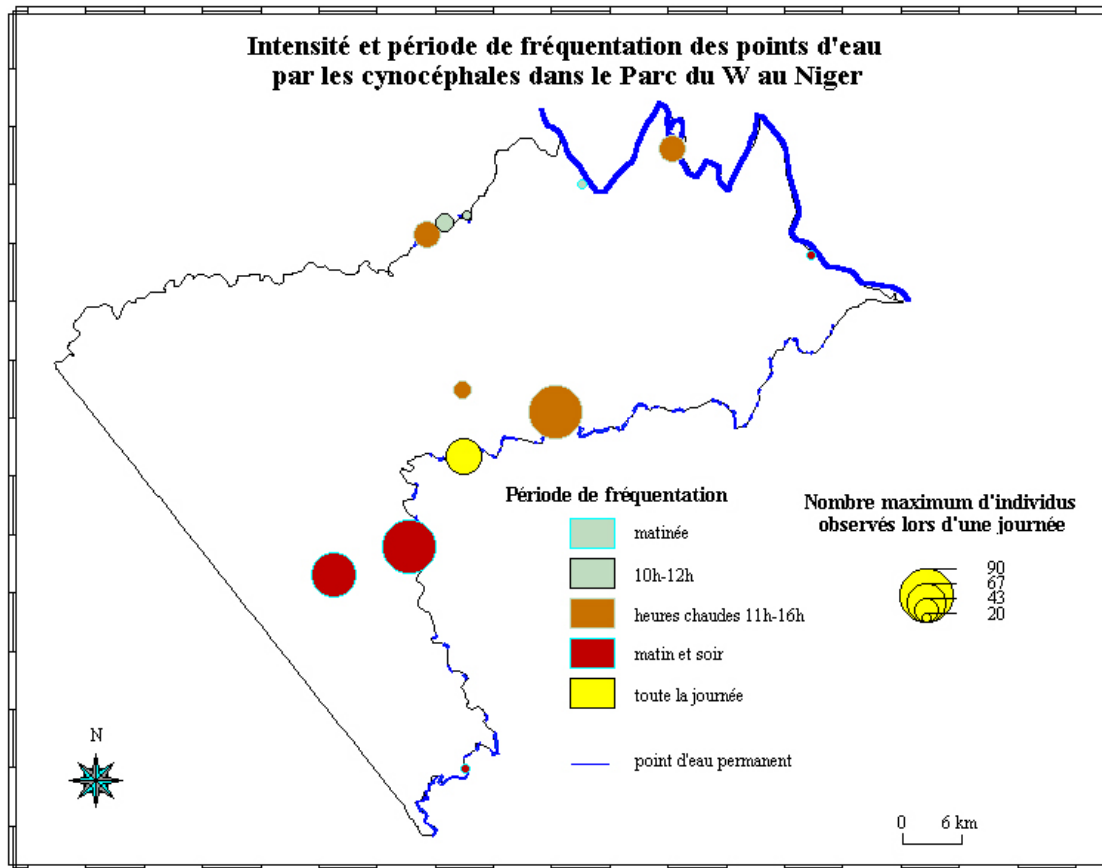 Intensité et période de fréquentation des points d'eau
par les cynocéphales dans le Parc du W au Niger
Période de fréquentation
matinée
10h-12h
heures chaudes 11h-16h
matin et soir
toute la journée
point d'eau permanent
Nombre maximum d'individus
observés lors d'une journée
90
67
43
20
N
0 6 km